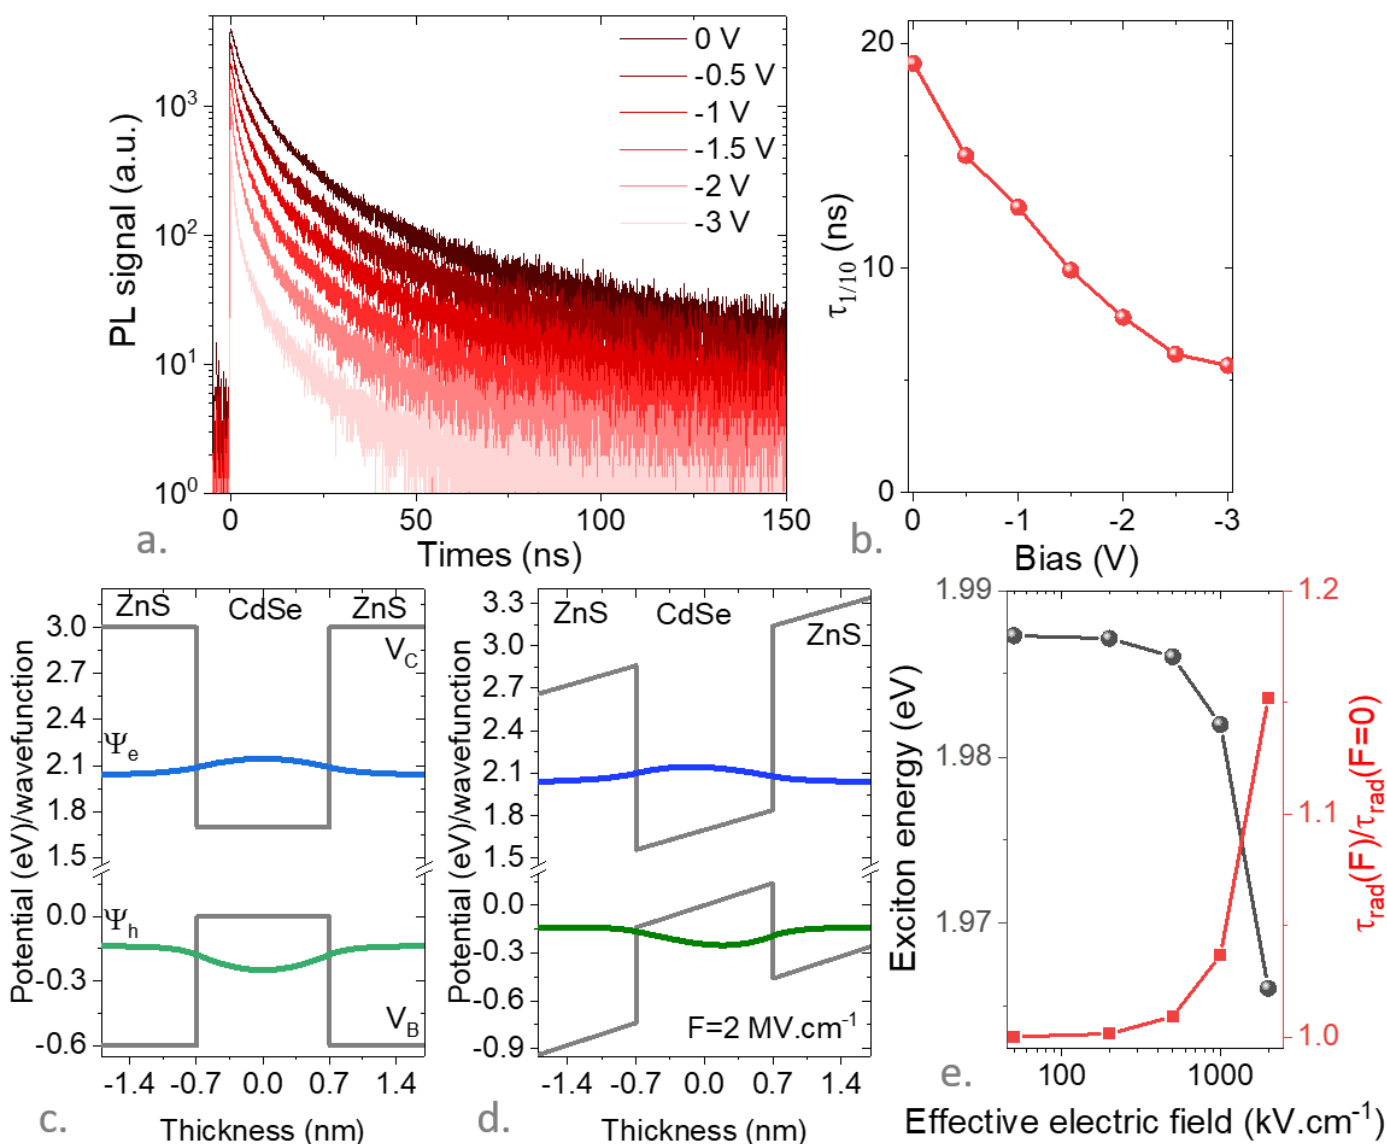 0 V
-0.5 V
-1 V
-1.5 V
-2 V
-3 V
PL signal (a.u.)
10³
10²
10¹
10⁰
0 50 100 150
Times (ns)
a.
τ1/10 (ns)
20
10
0
0 -1 -2 -3
Bias (V)
b.
ZnS CdSe ZnS
VC
Ψe
Ψh
VB
Potential (eV)/wavefunction
3.0
2.7
2.4
2.1
1.8
1.5
0.0
-0.3
-0.6
-1.4 -0.7 0.0 0.7 1.4
Thickness (nm)
c.
ZnS CdSe ZnS
Potential (eV)/wavefunction
3.3
3.0
2.7
2.4
2.1
1.8
1.5
0.0
-0.3
-0.6
-0.9
F=2 MV.cm⁻¹
-1.4 -0.7 0.0 0.7 1.4
Thickness (nm)
d.
Exciton energy (eV)
1.99
1.98
1.97
τrad(F)/τrad(F=0)
1.2
1.1
1.0
100 1000
Effective electric field (kV.cm⁻¹)
e.